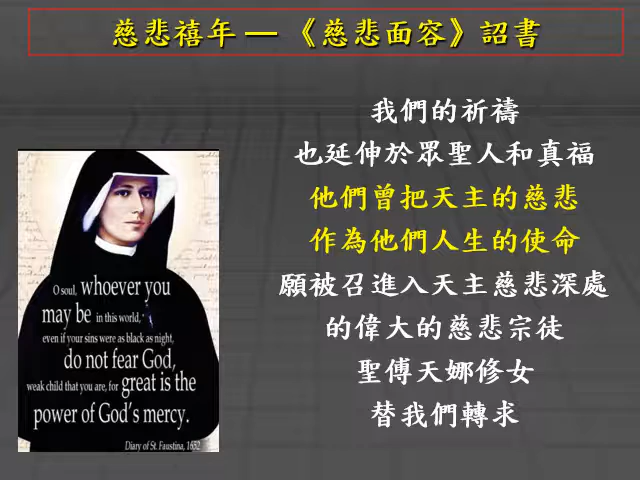 慈悲禧年 — 《慈悲面容》詔書
我們的祈禱
也延伸於眾聖人和真福
他們曾把天主的慈悲
作為他們人生的使命
願被召進入天主慈悲深處
的偉大的慈悲宗徒
聖傅天娜修女
替我們轉求
O soul, whoever you
may be in this world,
even if your sins were as black as night,
do not fear God,
weak child that you are, for great is the
power of God's mercy.
Diary of St. Faustina, 1652